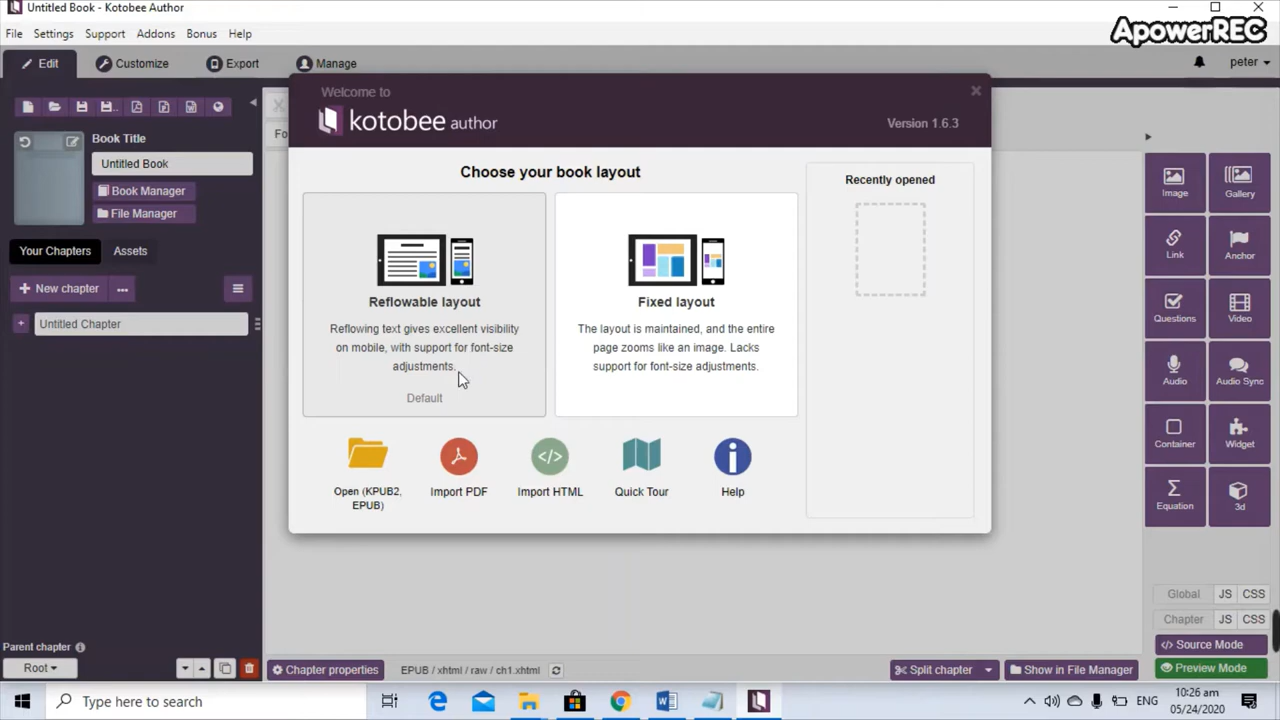 Untitled Book - Kotobee Author
ApowerREC
File Settings Support Addons Bonus Help
Edit Customize Export Manage
peter
Book Title
Untitled Book
Book Manager
File Manager
Your Chapters Assets
New chapter ...
Untitled Chapter
Parent chapter
Root
Fo
Welcome to
kotobee author
Version 1.6.3
Choose your book layout
Reflowable layout
Reflowing text gives excellent visibility
on mobile, with support for font-size
adjustments.
Default
Fixed layout
The layout is maintained, and the entire
page zooms like an image. Lacks
support for font-size adjustments.
Recently opened
Open (KPUB2,
EPUB)
Import PDF
Import HTML
Quick Tour
Help
Image
Gallery
Link
Anchor
Questions
Video
Audio
Audio Sync
Container
Widget
Equation
3d
Global JS CSS
Chapter JS CSS
Source Mode
Preview Mode
Chapter properties
EPUB / xhtml / raw / ch1.xhtml
Split chapter
Show in File Manager
Type here to search
ENG
10:26 am
05/24/2020